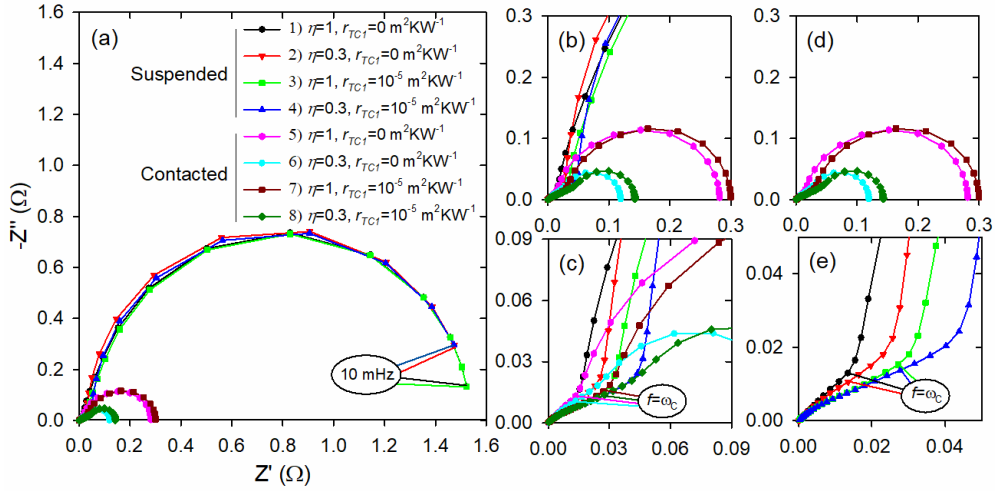 (a)
Suspended
1) η=1, r_TC1=0 m²KW⁻¹
2) η=0.3, r_TC1=0 m²KW⁻¹
3) η=1, r_TC1=10⁻⁵ m²KW⁻¹
4) η=0.3, r_TC1=10⁻⁵ m²KW⁻¹
Contacted
5) η=1, r_TC1=0 m²KW⁻¹
6) η=0.3, r_TC1=0 m²KW⁻¹
7) η=1, r_TC1=10⁻⁵ m²KW⁻¹
8) η=0.3, r_TC1=10⁻⁵ m²KW⁻¹
10 mHz
-Z'' (Ω)
1.6
1.4
1.2
1.0
0.8
0.6
0.4
0.2
0.0
0.0 0.2 0.4 0.6 0.8 1.0 1.2 1.4 1.6
Z' (Ω)
(b)
0.3
0.2
0.1
0.0
0.0 0.1 0.2 0.3
(d)
0.3
0.2
0.1
0.0
0.0 0.1 0.2 0.3
(c)
f=ω_C
0.09
0.06
0.03
0.00
0.00 0.03 0.06 0.09
(e)
f=ω_C
0.04
0.02
0.00
0.00 0.02 0.04